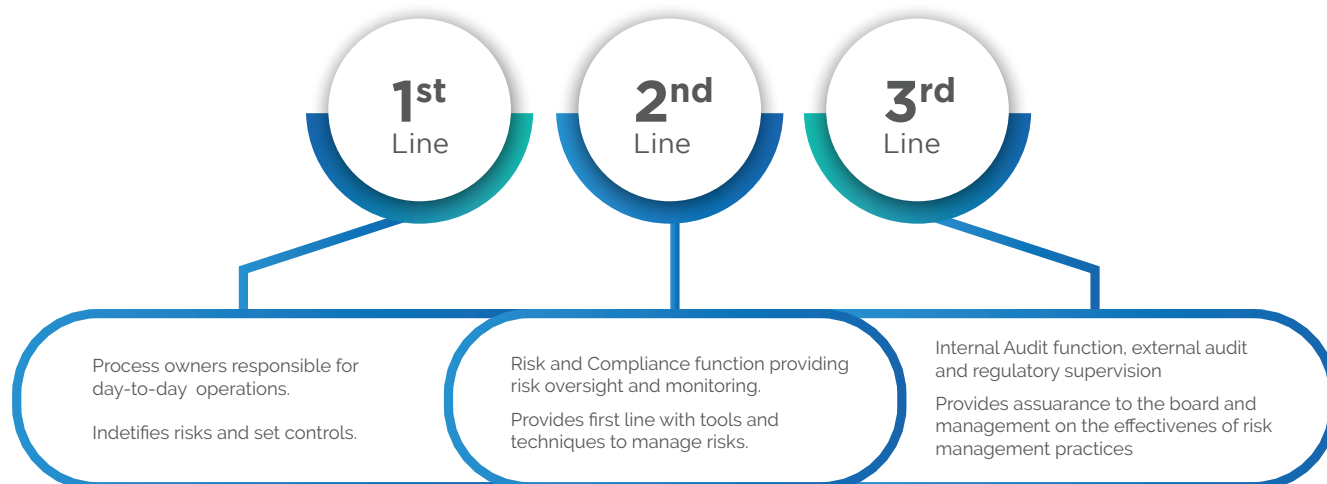 1st
Line
2nd
Line
3rd
Line
Process owners responsible for
day-to-day operations.
Indetifies risks and set controls.
Risk and Compliance function providing
risk oversight and monitoring.
Provides first line with tools and
techniques to manage risks.
Internal Audit function, external audit
and regulatory supervision
Provides assuarance to the board and
management on the effectivenes of risk
management practices